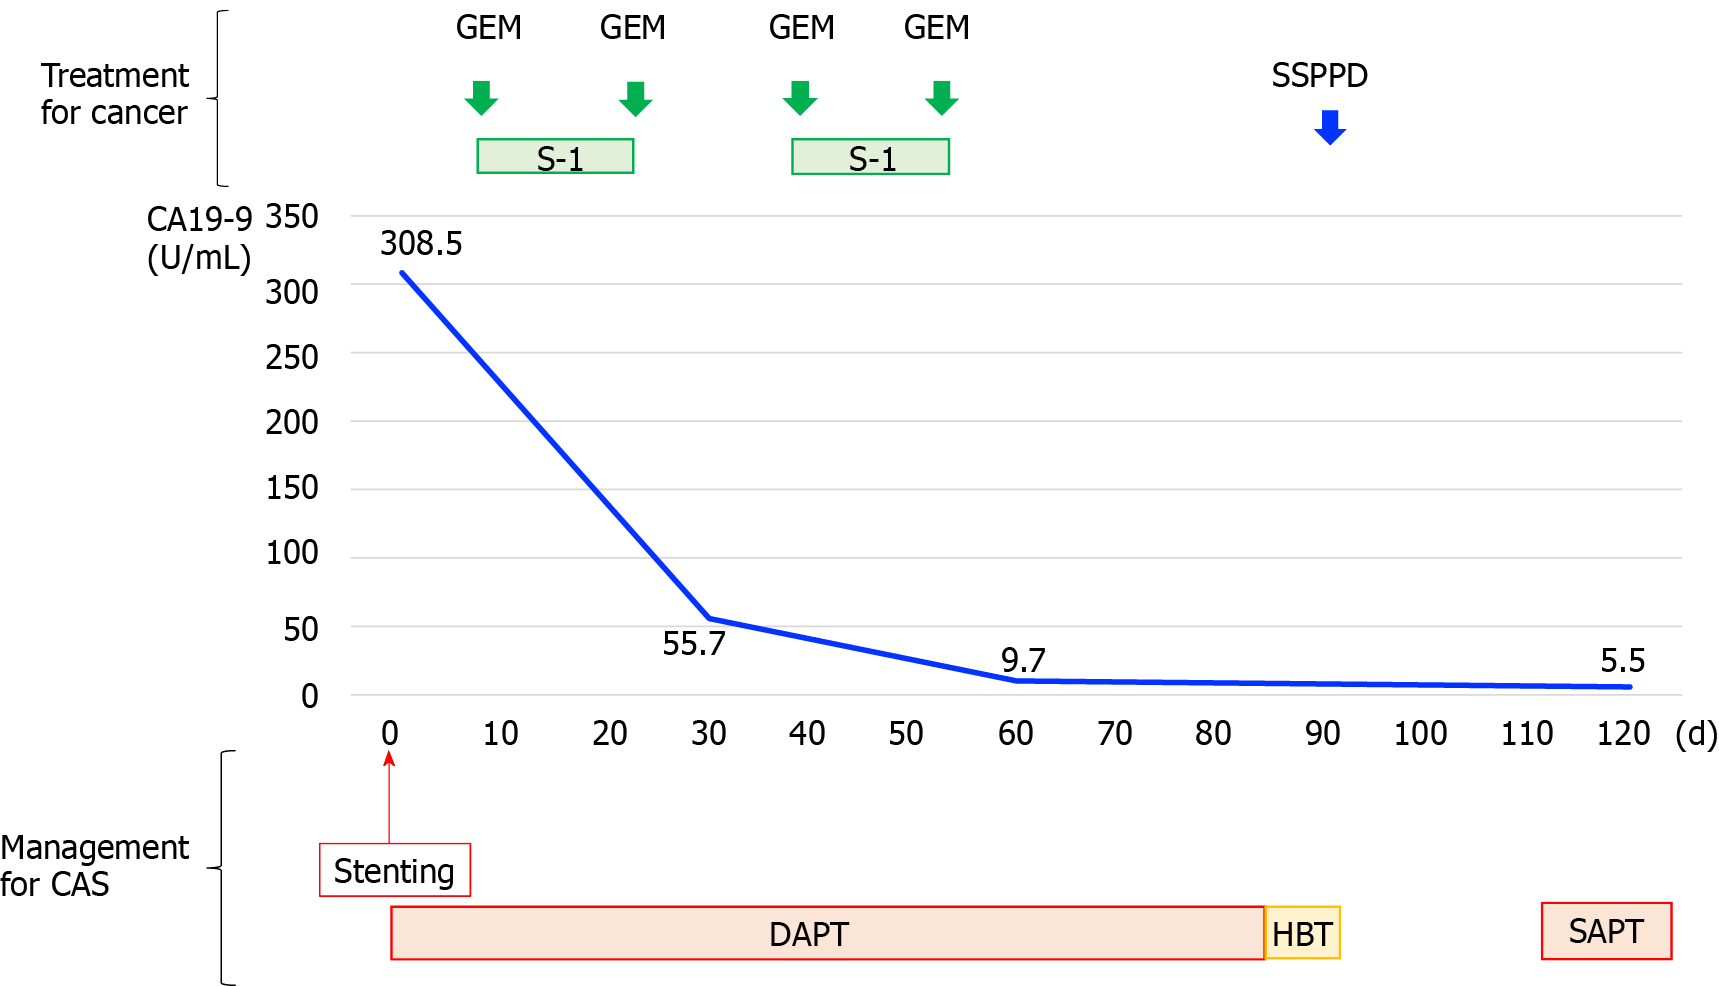 GEM GEM GEM GEM
Treatment
for cancer
SSPPD
S-1 S-1
CA19-9
(U/mL)
350
308.5
300
250
200
150
100
50
55.7
9.7
5.5
0
0 10 20 30 40 50 60 70 80 90 100 110 120 (d)
Management
for CAS
Stenting
DAPT HBT SAPT